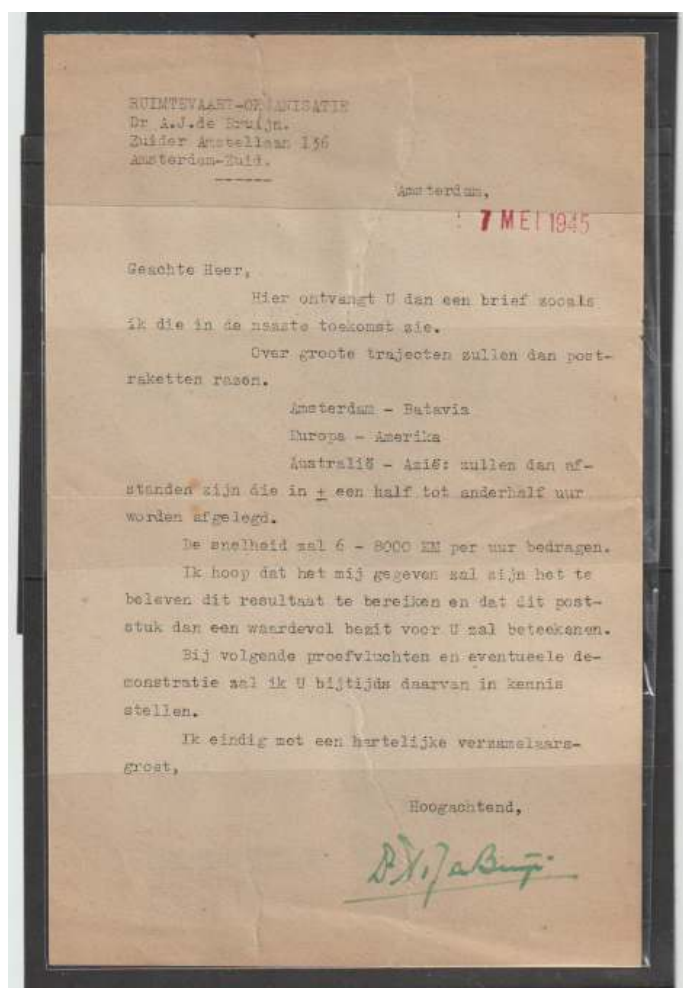 RUIMTEVAART-ORGANISATIE
Dr A.J.de Bruijn.
Zuider Amstellaan 136
Amsterdam-Zuid.
Amsterdam,
7 MEI 1945
Geachte Heer,
Hier ontvangt U dan een brief zooals
ik die in de naaste toekomst zie.
Over groote trajecten zullen dan post-
raketten razen.
Amsterdam - Batavia
Europa - Amerika
Australië - Azië: zullen dan af-
standen zijn die in ± een half tot anderhalf uur
worden afgelegd.
De snelheid zal 6 - 8000 KM per uur bedragen.
Ik hoop dat het mij gegeven zal zijn het te
beleven dit resultaat te bereiken en dat dit post-
stuk dan een waardevol bezit voor U zal beteekenen.
Bij volgende proefvluchten en eventueele de-
monstratie zal ik U bijtijds daarvan in kennis
stellen.
Ik eindig met een hartelijke verzamelaars-
groet,
Hoogachtend,